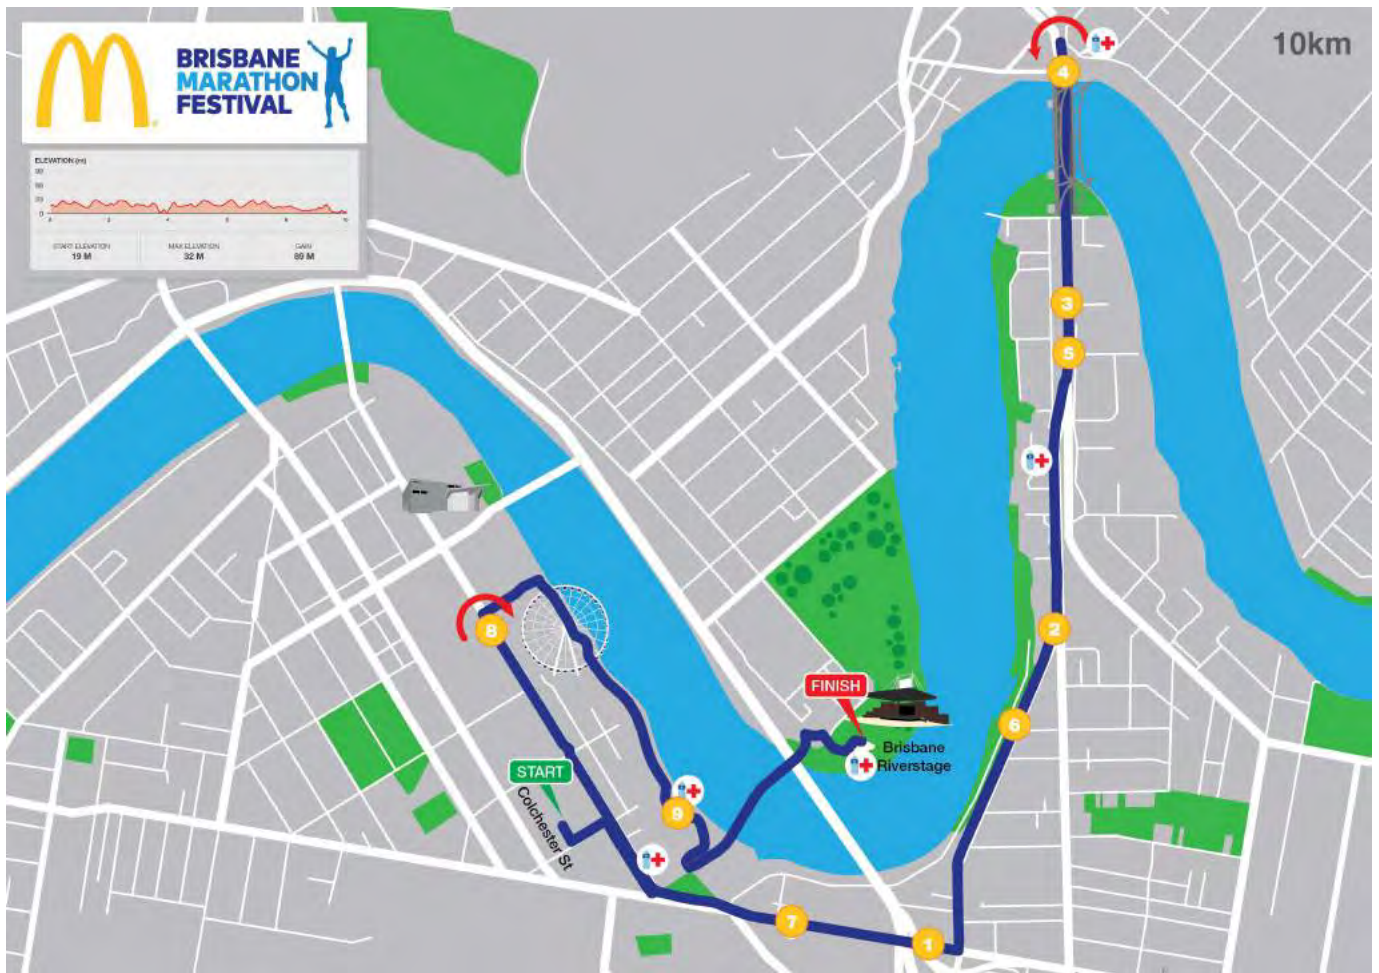 BRISBANE
MARATHON
FESTIVAL
10km
ELEVATION (m)
0
START ELEVATION
19 M
MAX ELEVATION
32 M
GAIN
89 M
4
3
5
2
6
8
9
7
1
START
Colchester St
FINISH
Brisbane
Riverstage